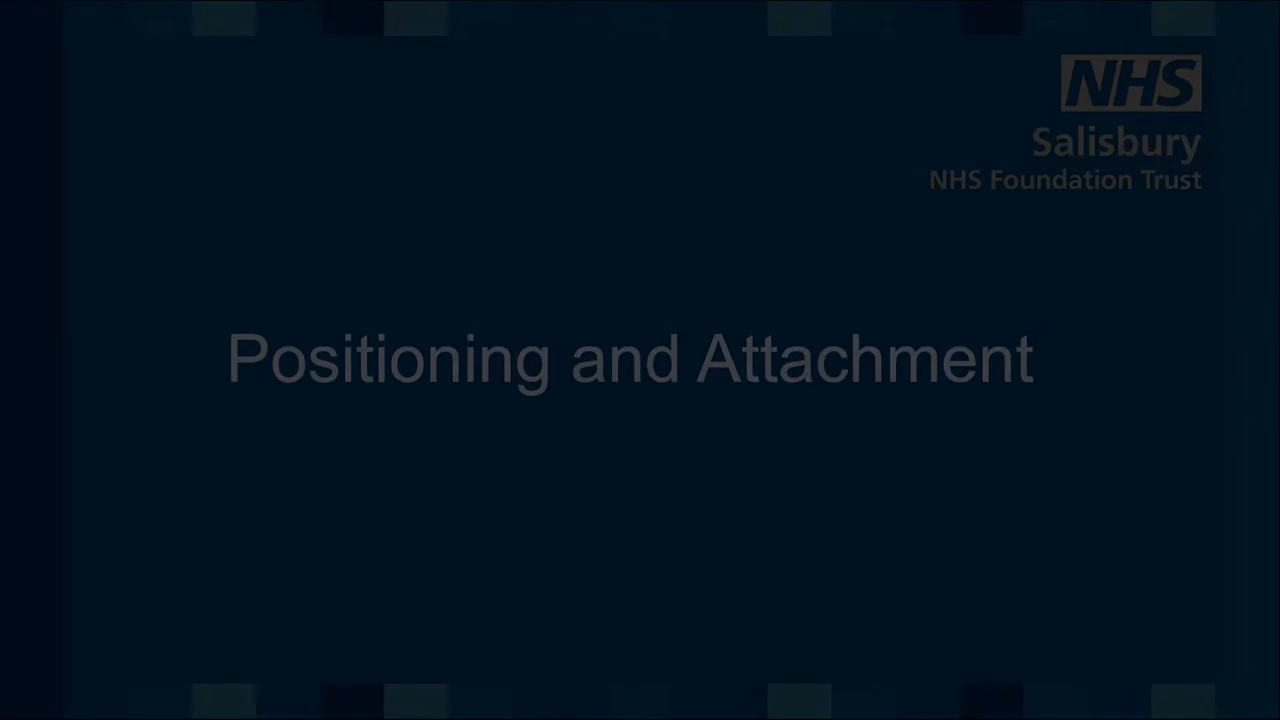 NHS
Salisbury
NHS Foundation Trust
Positioning and Attachment